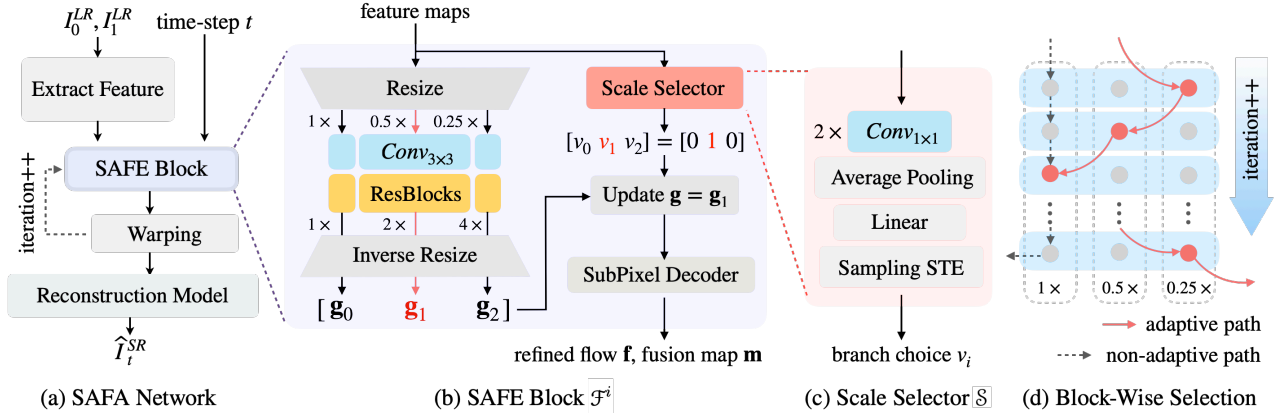 I_0^{LR}, I_1^{LR} time-step t
Extract Feature
SAFE Block
iteration++
Warping
Reconstruction Model
Î_t^{SR}
(a) SAFA Network
feature maps
Resize
1× 0.5× 0.25×
Conv_{3×3}
ResBlocks
1× 2× 4×
Inverse Resize
[ g_0 g_1 g_2 ]
Scale Selector
[v_0 v_1 v_2] = [0 1 0]
Update g = g_1
SubPixel Decoder
refined flow f, fusion map m
(b) SAFE Block ℱ^i
2× Conv_{1×1}
Average Pooling
Linear
Sampling STE
branch choice v_i
(c) Scale Selector 𝕊
iteration++
1× 0.5× 0.25×
adaptive path
non-adaptive path
(d) Block-Wise Selection